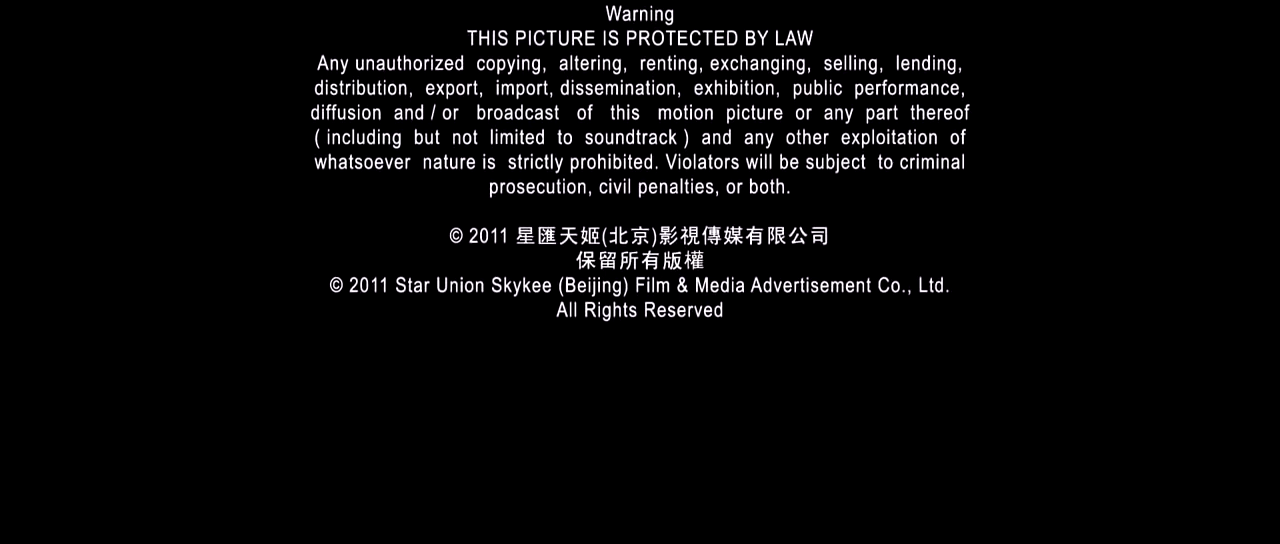 Warning
THIS PICTURE IS PROTECTED BY LAW
Any unauthorized copying, altering, renting, exchanging, selling, lending,
distribution, export, import, dissemination, exhibition, public performance,
diffusion and / or broadcast of this motion picture or any part thereof
( including but not limited to soundtrack ) and any other exploitation of
whatsoever nature is strictly prohibited. Violators will be subject to criminal
prosecution, civil penalties, or both.
© 2011 星匯天姬(北京)影視傳媒有限公司
保留所有版權
© 2011 Star Union Skykee (Beijing) Film & Media Advertisement Co., Ltd.
All Rights Reserved